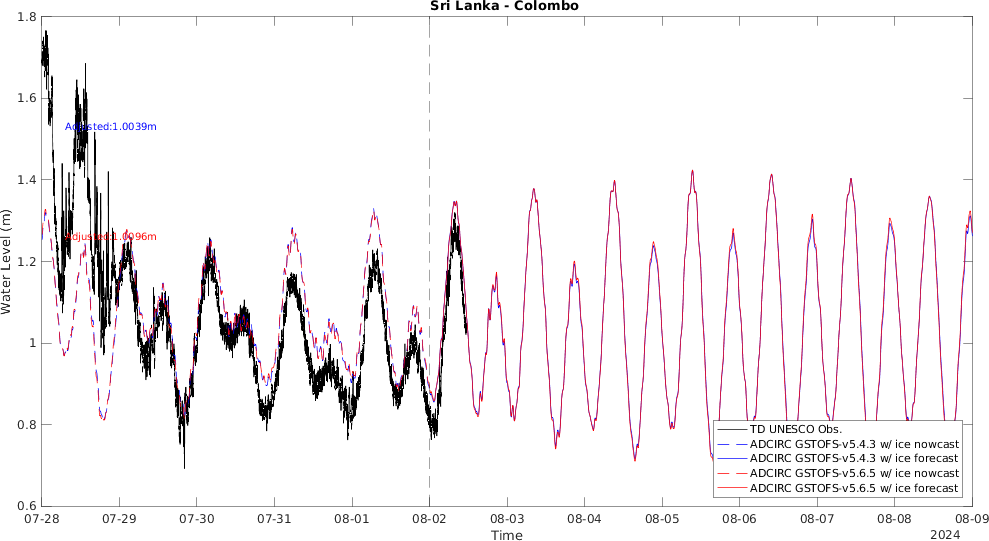 Sri Lanka - Colombo
1.8
1.6
1.4
1.2
1
0.8
0.6
Water Level (m)
Adjusted:1.0039m
Adjusted:1.0096m
TD UNESCO Obs.
ADCIRC GSTOFS-v5.4.3 w/ ice nowcast
ADCIRC GSTOFS-v5.4.3 w/ ice forecast
ADCIRC GSTOFS-v5.6.5 w/ ice nowcast
ADCIRC GSTOFS-v5.6.5 w/ ice forecast
07-28 07-29 07-30 07-31 08-01 08-02 08-03 08-04 08-05 08-06 08-07 08-08 08-09
Time
2024